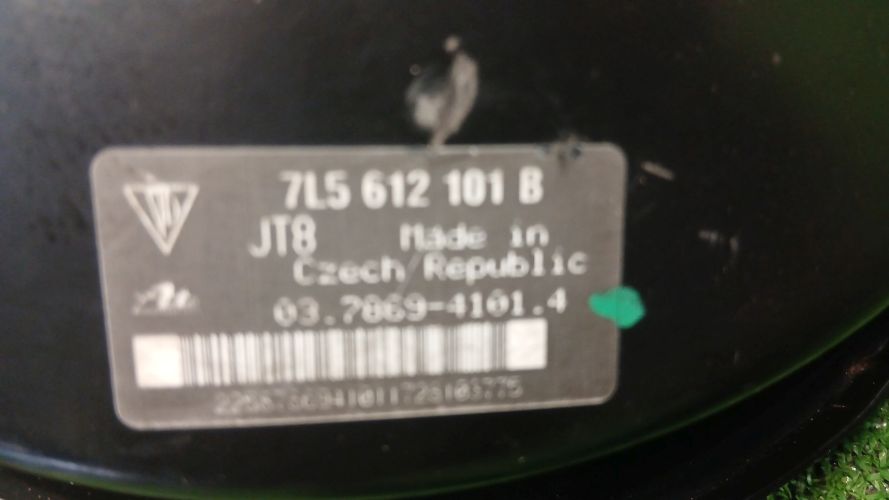 7L5 612 101 B
JT8 Made in
Czech Republic
03.7869-4101.4